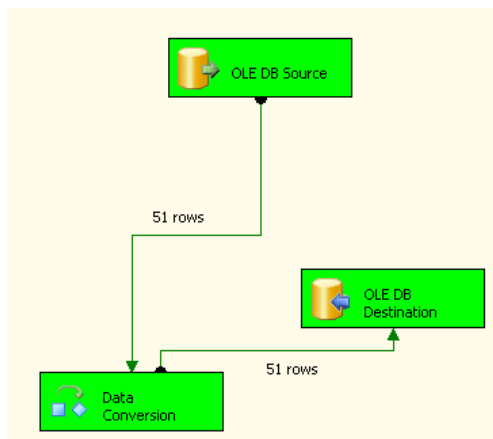 OLE DB Source
51 rows
OLE DB
Destination
51 rows
Data
Conversion